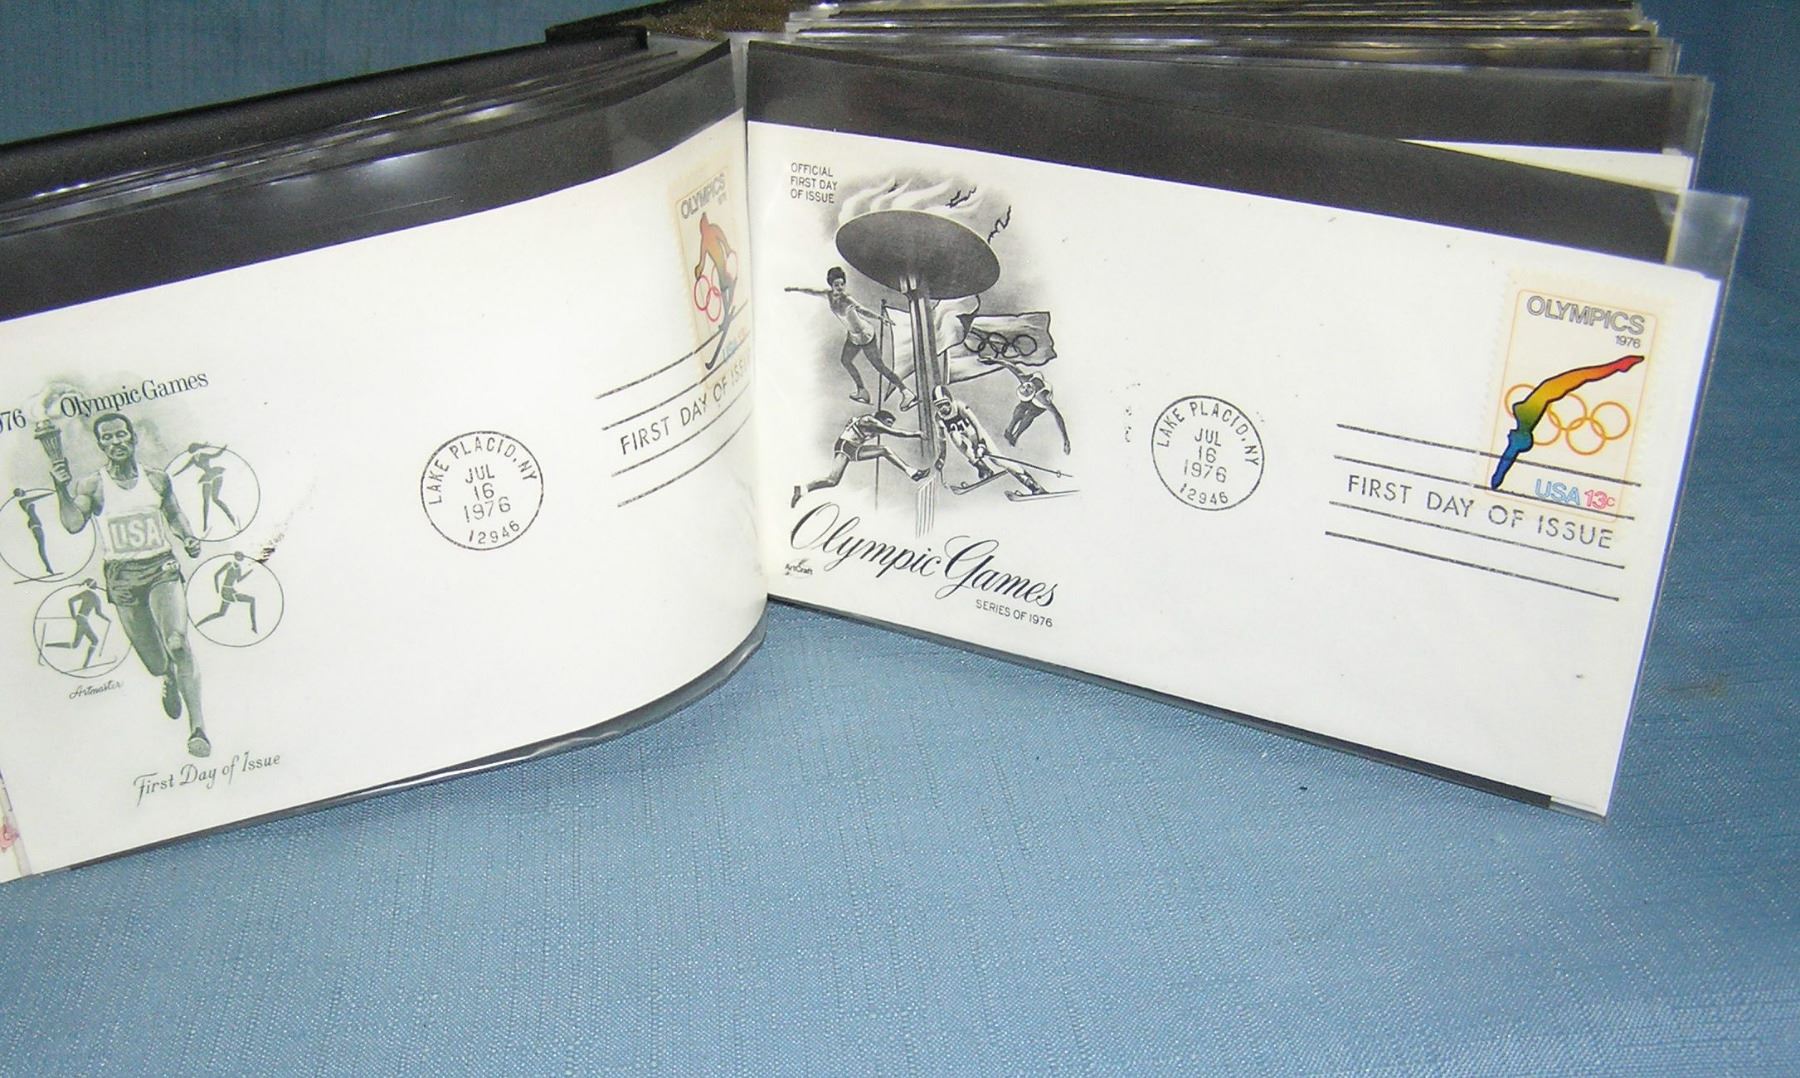 Olympic Games
USA
Artmaster
First Day of Issue
LAKE PLACID, NY
JUL
16
1976
12946
OLYMPICS
FIRST DAY OF ISSUE
OFFICIAL
FIRST DAY
OF ISSUE
Olympic Games
ArtCraft
SERIES OF 1976
LAKE PLACID, NY
JUL
16
1976
12946
OLYMPICS
1976
USA 13c
FIRST DAY OF ISSUE